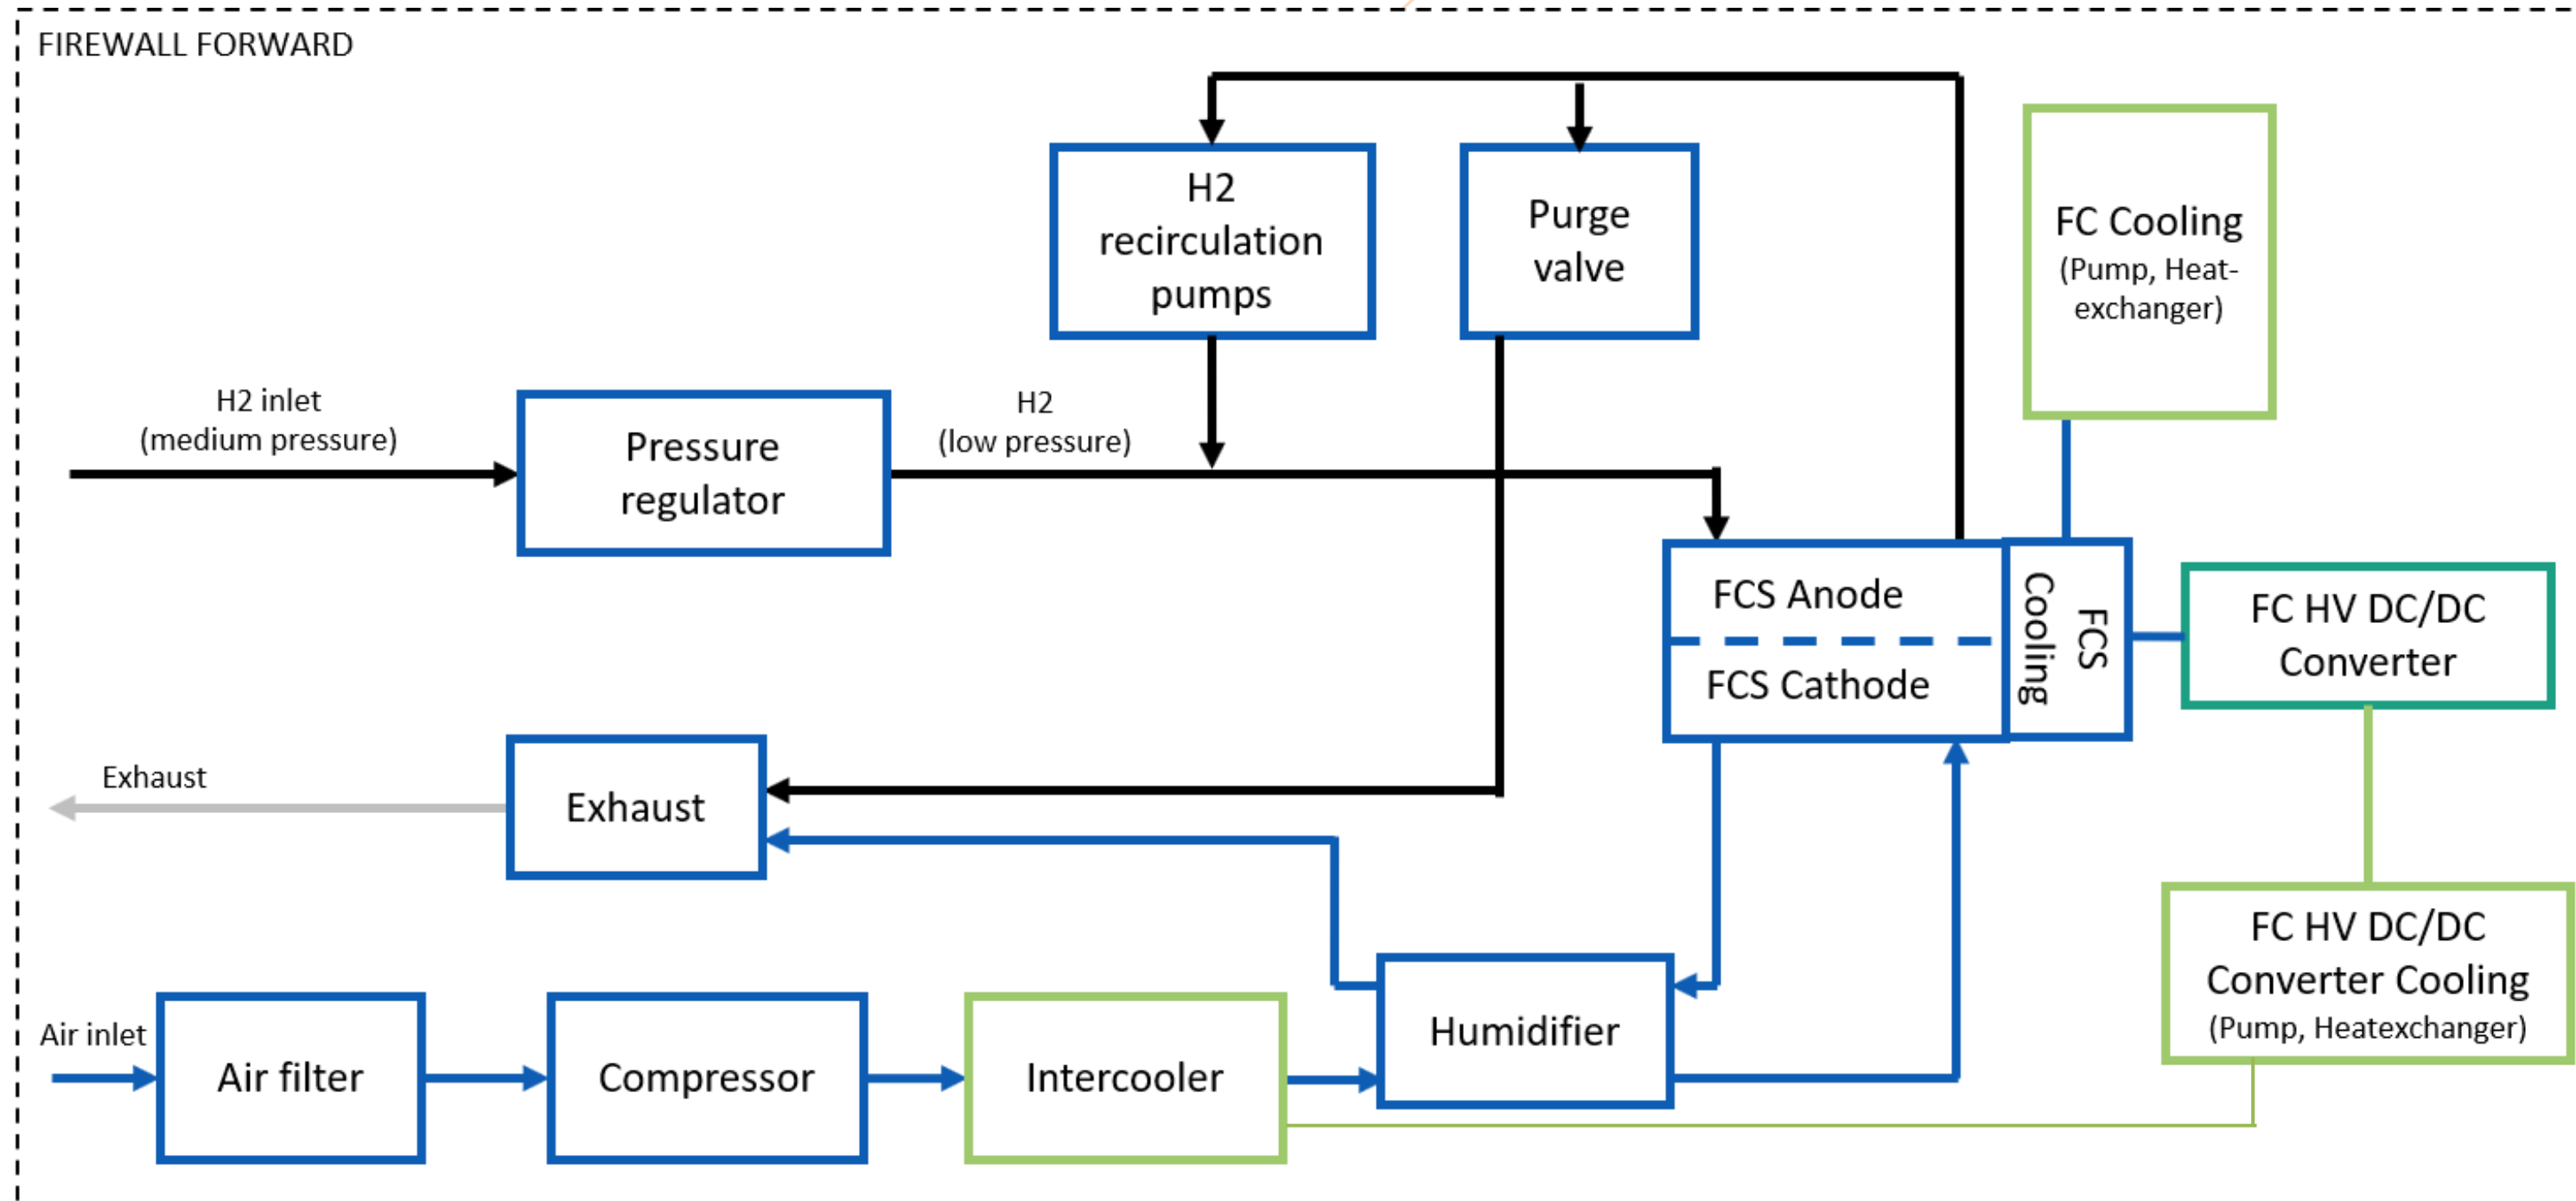 FIREWALL FORWARD
H2
recirculation
pumps
Purge
valve
FC Cooling
(Pump, Heat-
exchanger)
H2 inlet
(medium pressure)
Pressure
regulator
H2
(low pressure)
FCS Anode
FCS Cathode
FCS
Cooling
FC HV DC/DC
Converter
Exhaust
Exhaust
FC HV DC/DC
Converter Cooling
(Pump, Heatexchanger)
Air inlet
Air filter
Compressor
Intercooler
Humidifier